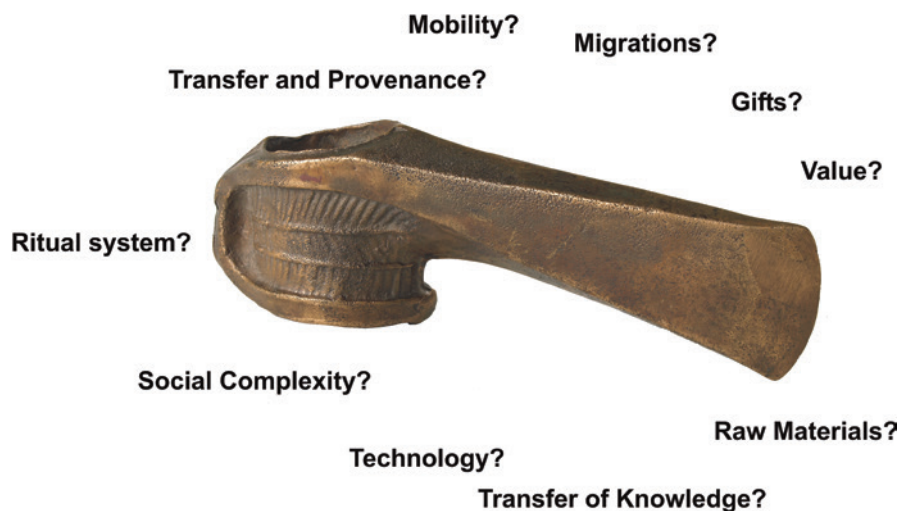 Mobility?
Migrations?
Transfer and Provenance?
Gifts?
Value?
Ritual system?
Social Complexity?
Raw Materials?
Technology?
Transfer of Knowledge?